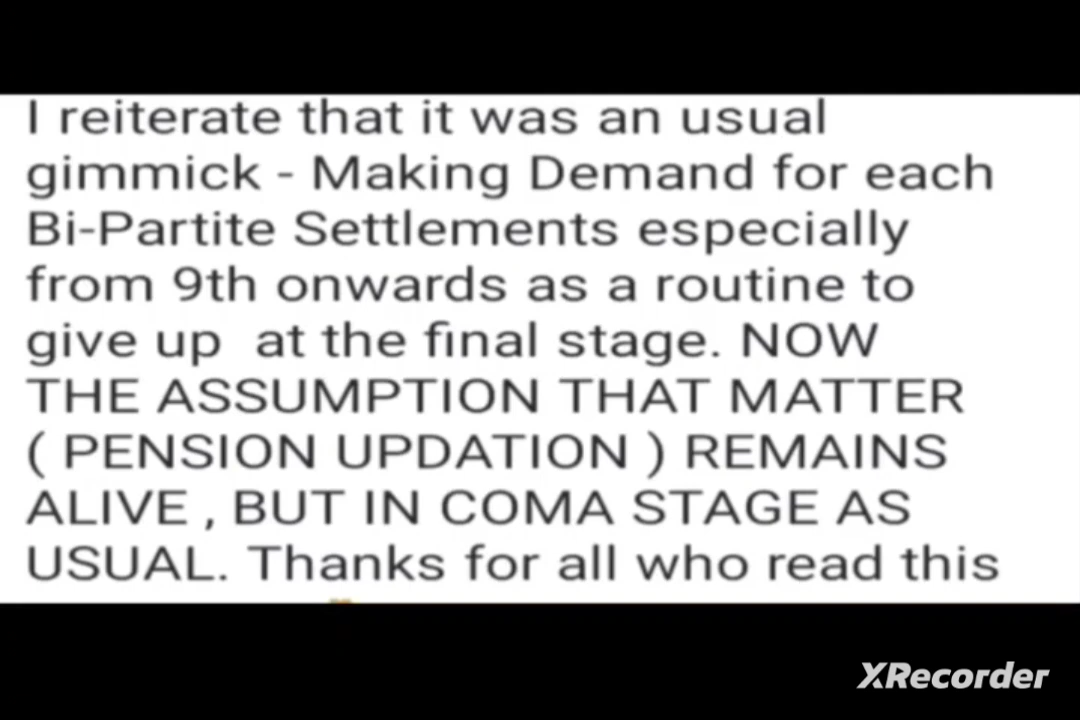 I reiterate that it was an usual
gimmick - Making Demand for each
Bi-Partite Settlements especially
from 9th onwards as a routine to
give up at the final stage. NOW
THE ASSUMPTION THAT MATTER
( PENSION UPDATION ) REMAINS
ALIVE , BUT IN COMA STAGE AS
USUAL. Thanks for all who read this
XRecorder